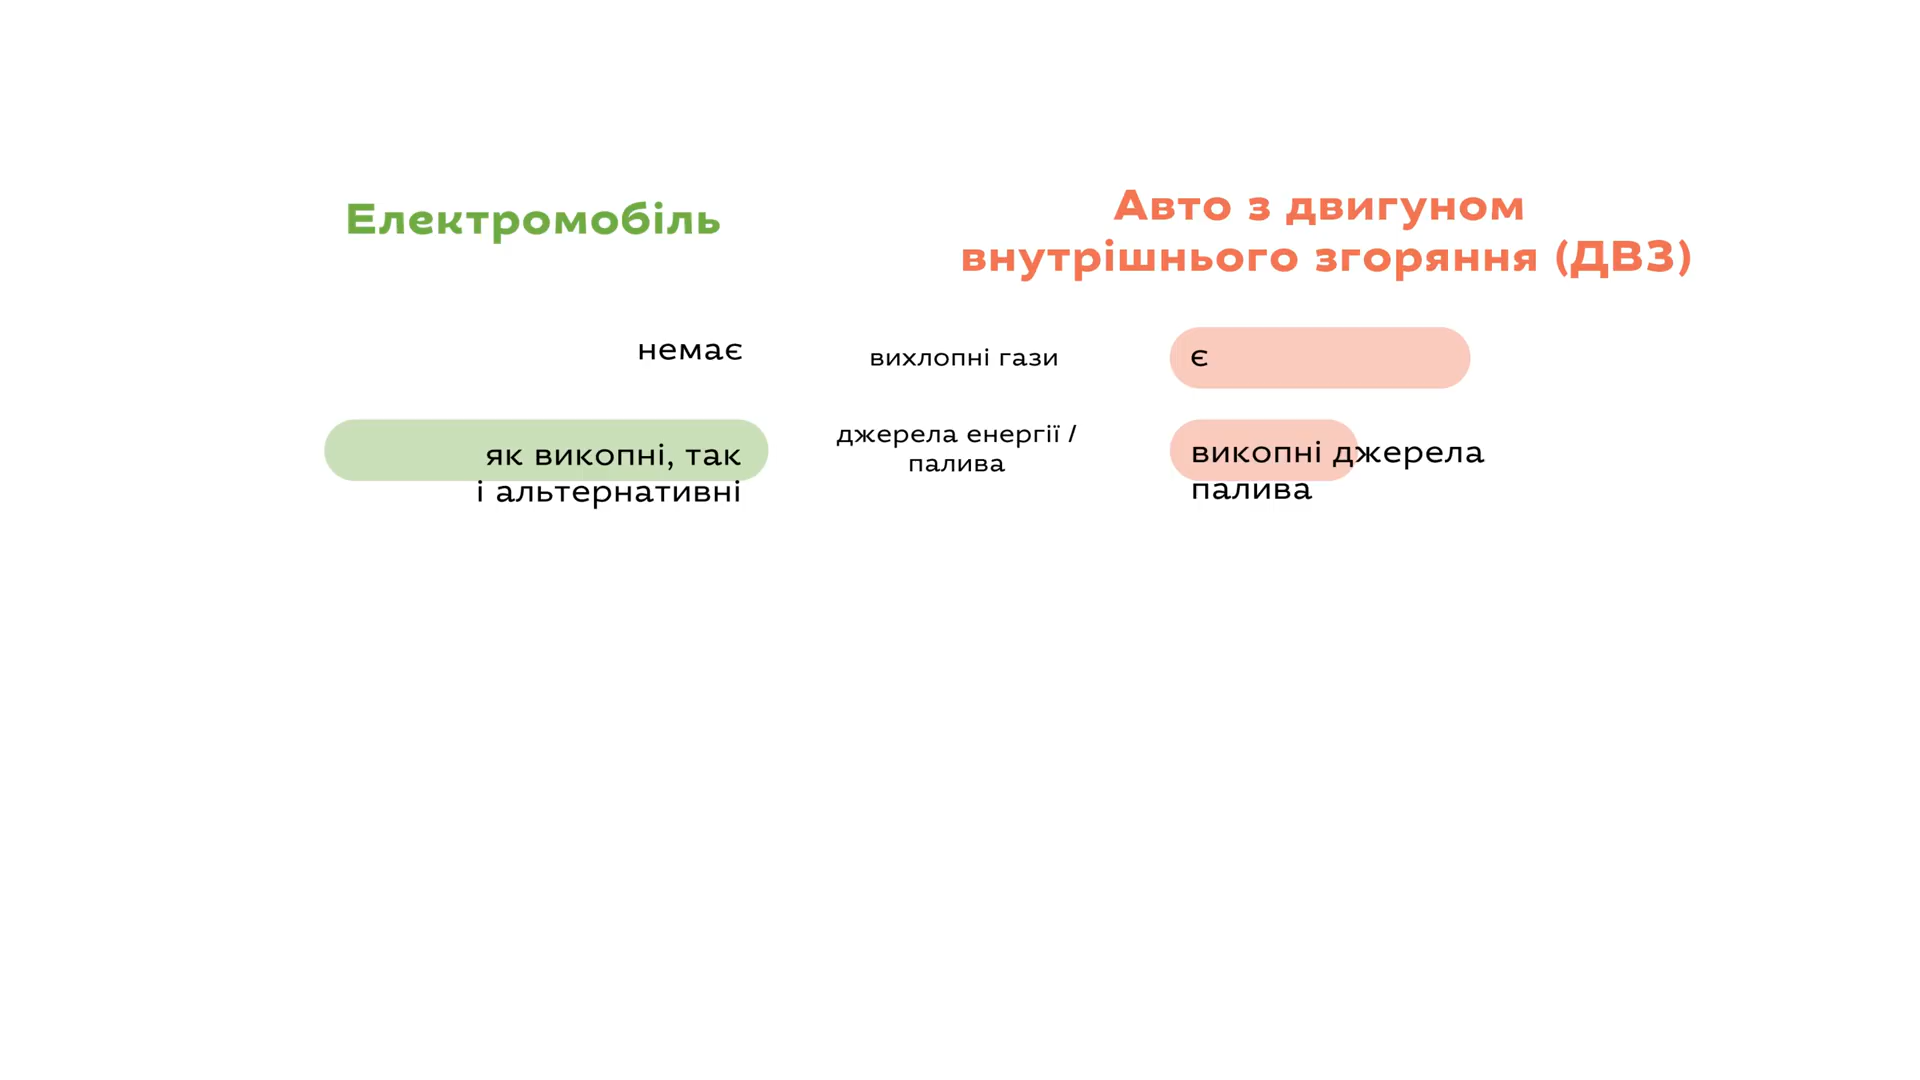 Електромобіль
Авто з двигуном
внутрішнього згоряння (ДВЗ)
немає
вихлопні гази
є
як викопні, так
і альтернативні
джерела енергії /
палива
викопні джерела
палива